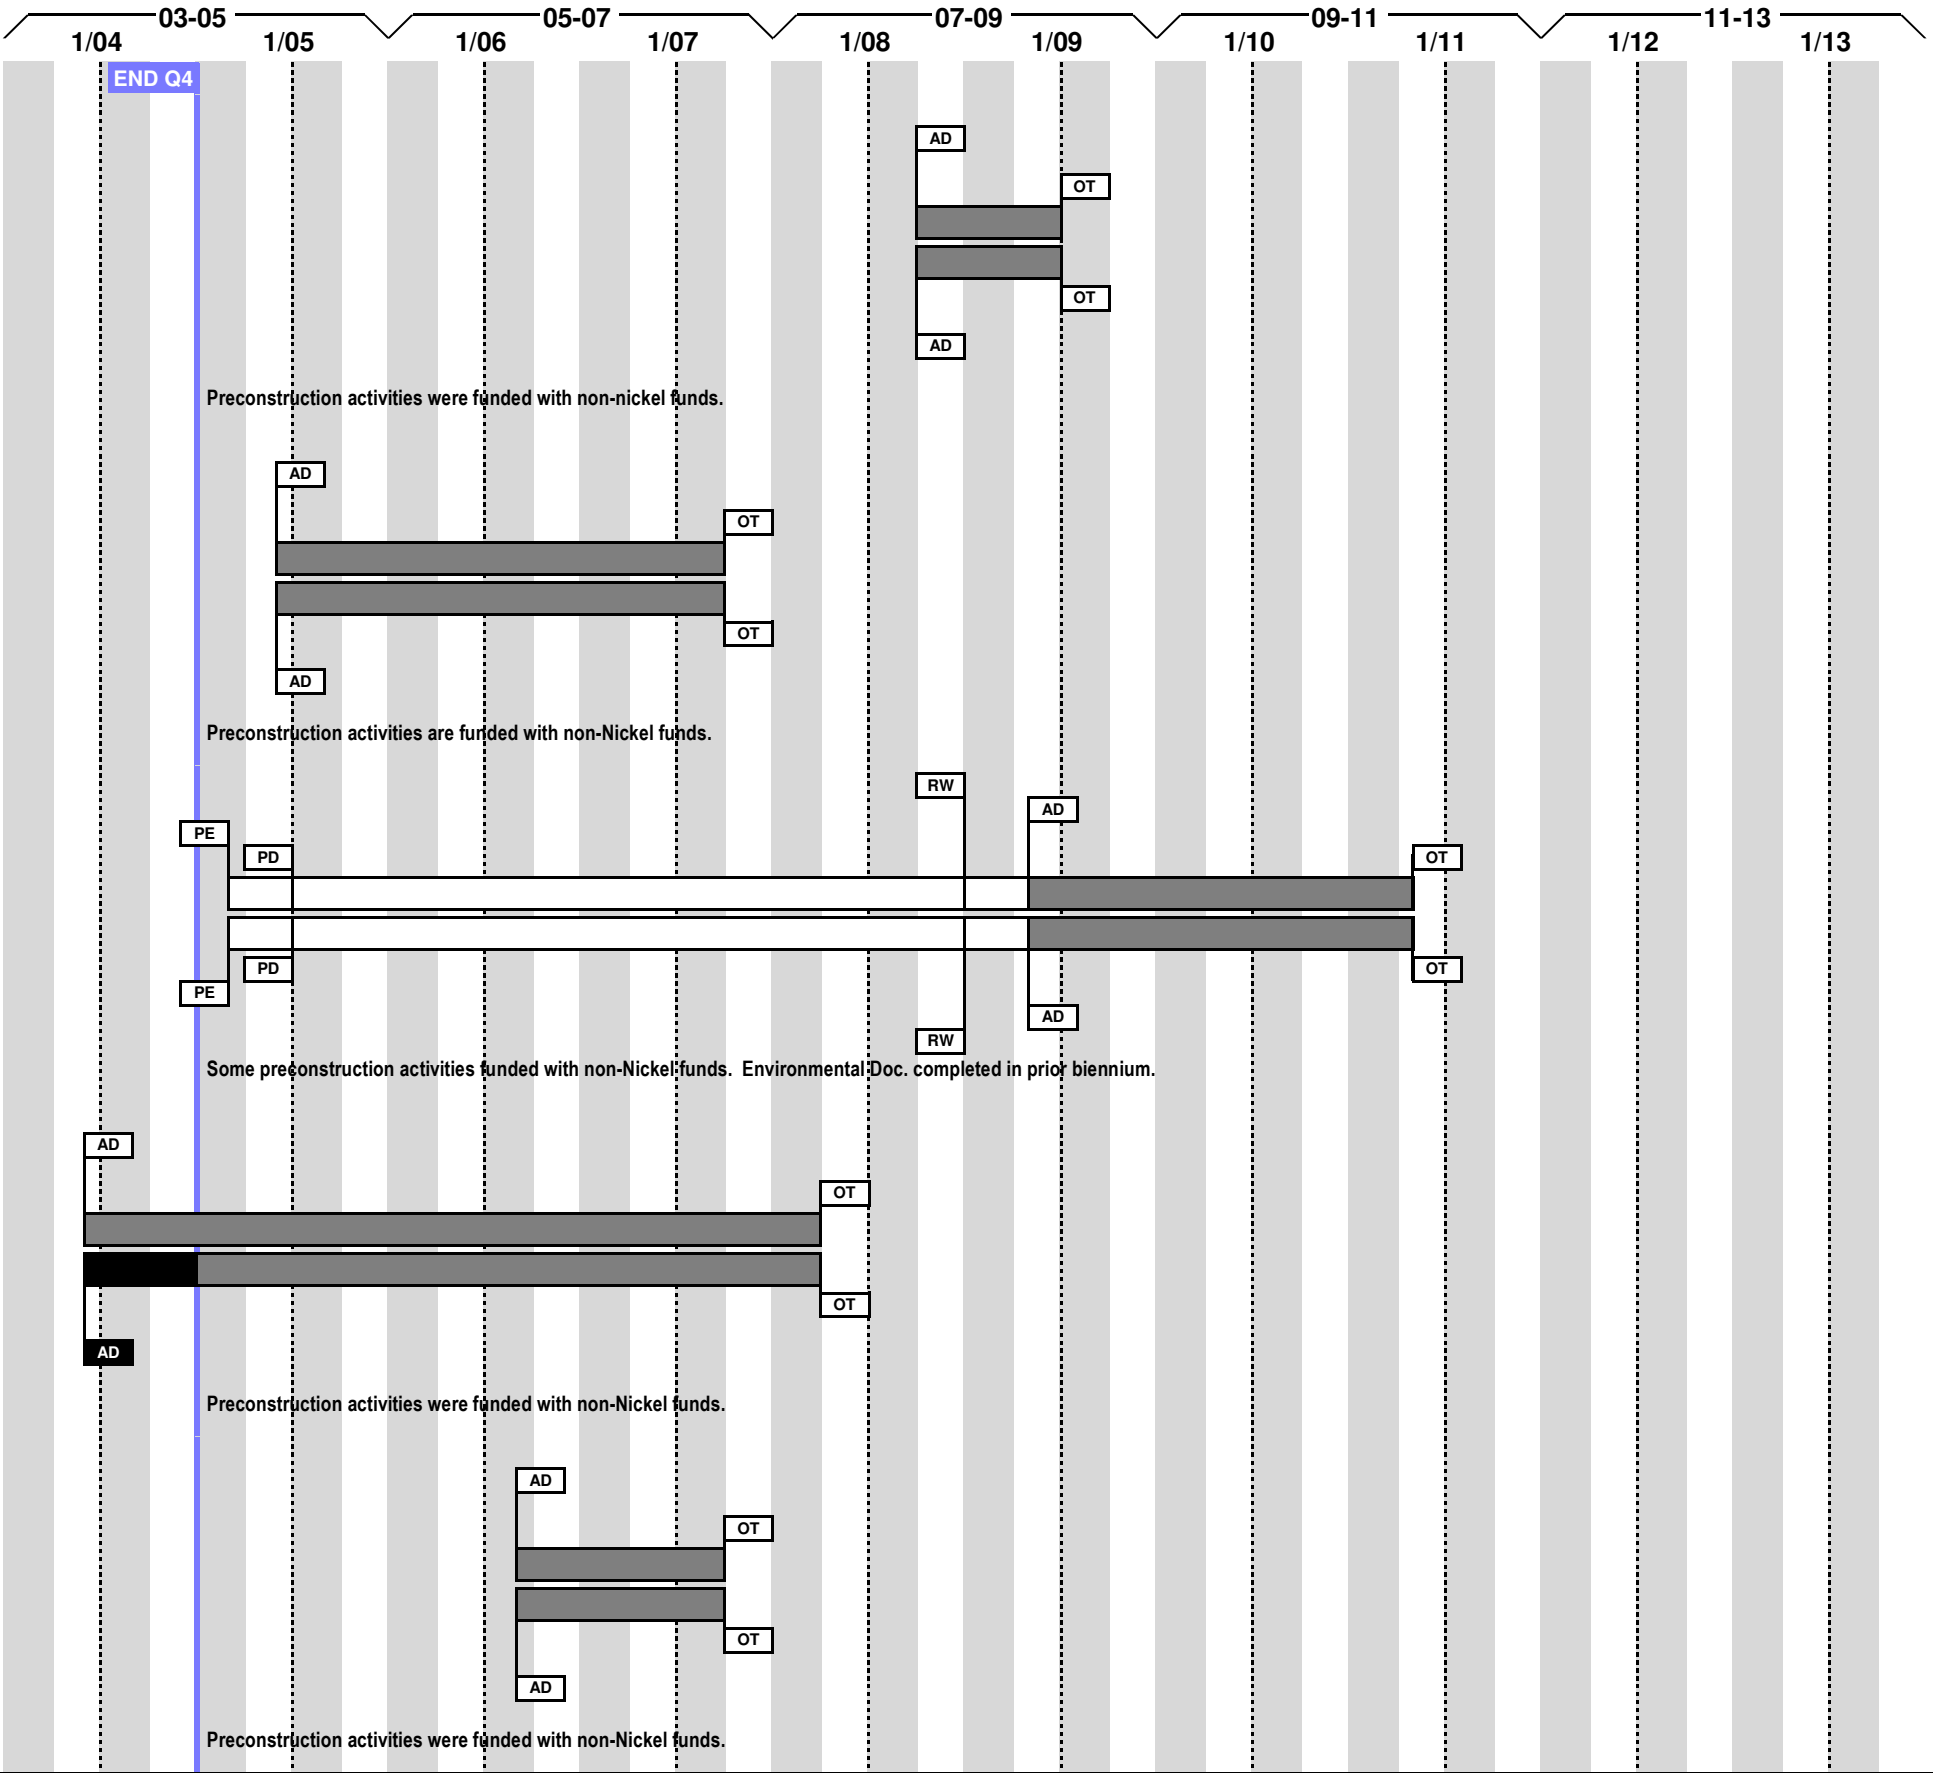 03-05 05-07 07-09 09-11 11-13
1/04 1/05 1/06 1/07 1/08 1/09 1/10 1/11 1/12 1/13
END Q4
AD
OT
OT
AD
Preconstruction activities were funded with non-nickel funds.
AD
OT
OT
AD
Preconstruction activities are funded with non-Nickel funds.
RW
AD
PE
PD OT
PD OT
PE
AD
RW
Some preconstruction activities funded with non-Nickel funds. Environmental Doc. completed in prior biennium.
AD
OT
OT
AD
Preconstruction activities were funded with non-Nickel funds.
AD
OT
OT
AD
Preconstruction activities were funded with non-Nickel funds.